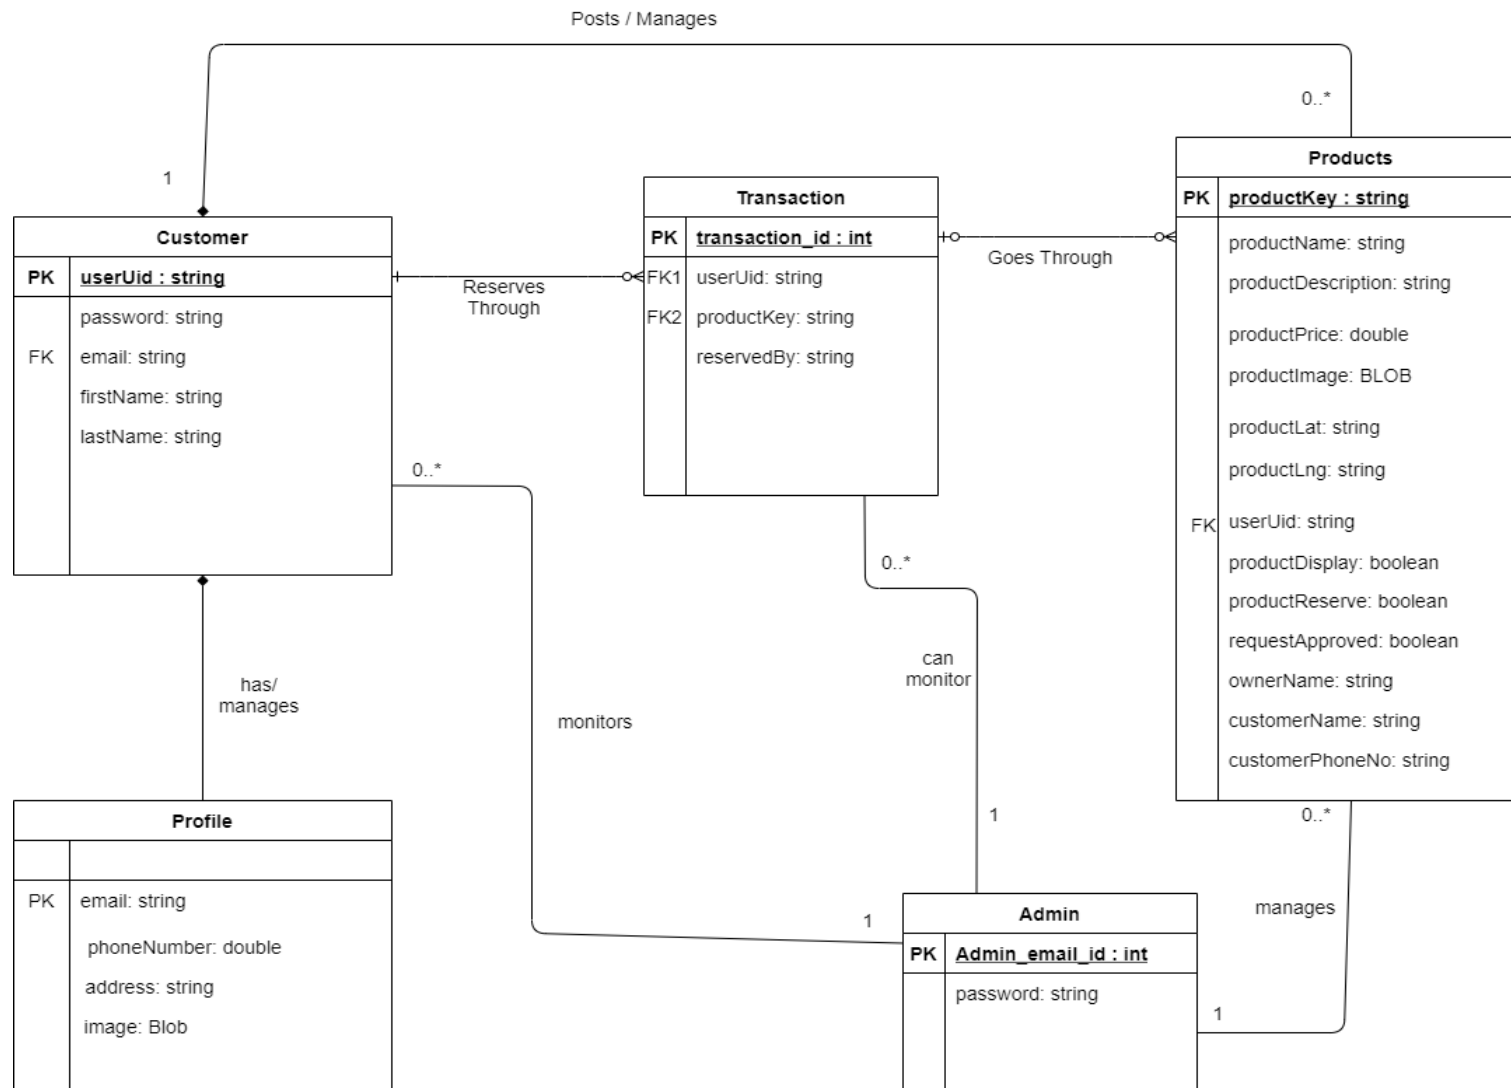 Posts / Manages
0..*
1
Products
PK productKey : string
productName: string
productDescription: string
productPrice: double
productImage: BLOB
productLat: string
productLng: string
FK userUid: string
productDisplay: boolean
productReserve: boolean
requestApproved: boolean
ownerName: string
customerName: string
customerPhoneNo: string
Transaction
PK transaction_id : int
FK1 userUid: string
FK2 productKey: string
reservedBy: string
Goes Through
Customer
PK userUid : string
password: string
FK email: string
firstName: string
lastName: string
Reserves
Through
0..*
0..*
can
monitor
has/
manages
monitors
1
0..*
1
manages
1
Profile
PK email: string
phoneNumber: double
address: string
image: Blob
Admin
PK Admin_email_id : int
password: string